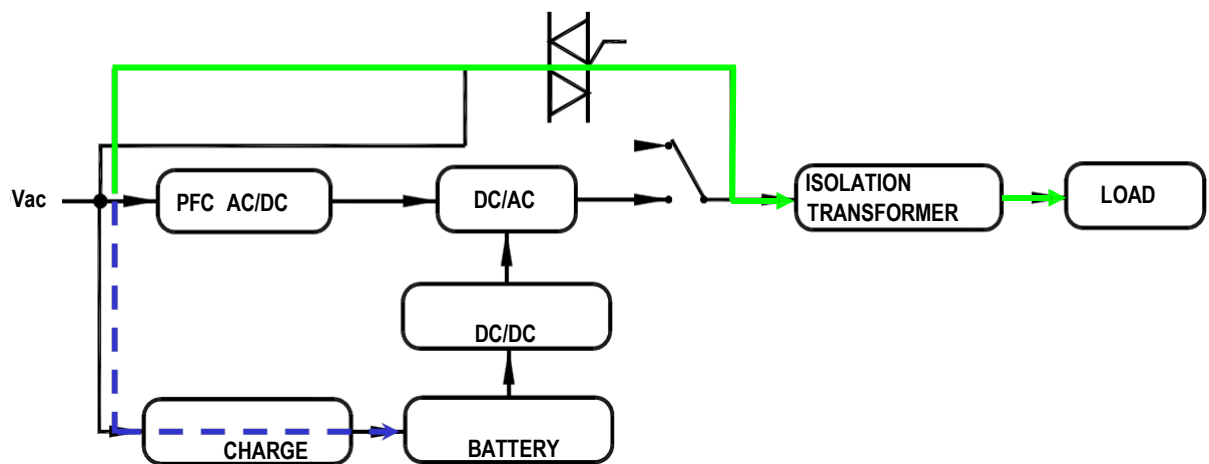 Vac
PFC AC/DC
DC/AC
ISOLATION
TRANSFORMER
LOAD
DC/DC
CHARGE
BATTERY